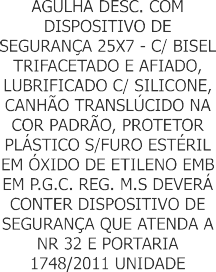 AGULHA DESC. COM
DISPOSITIVO DE
SEGURANÇA 25X7 - C/ BISEL
TRIFACETADO E AFIADO,
LUBRIFICADO C/ SILICONE,
CANHÃO TRANSLÚCIDO NA
COR PADRÃO, PROTETOR
PLÁSTICO S/FURO ESTÉRIL
EM ÓXIDO DE ETILENO EMB
EM P.G.C. REG. M.S DEVERÁ
CONTER DISPOSITIVO DE
SEGURANÇA QUE ATENDA A
NR 32 E PORTARIA
1748/2011 UNIDADE